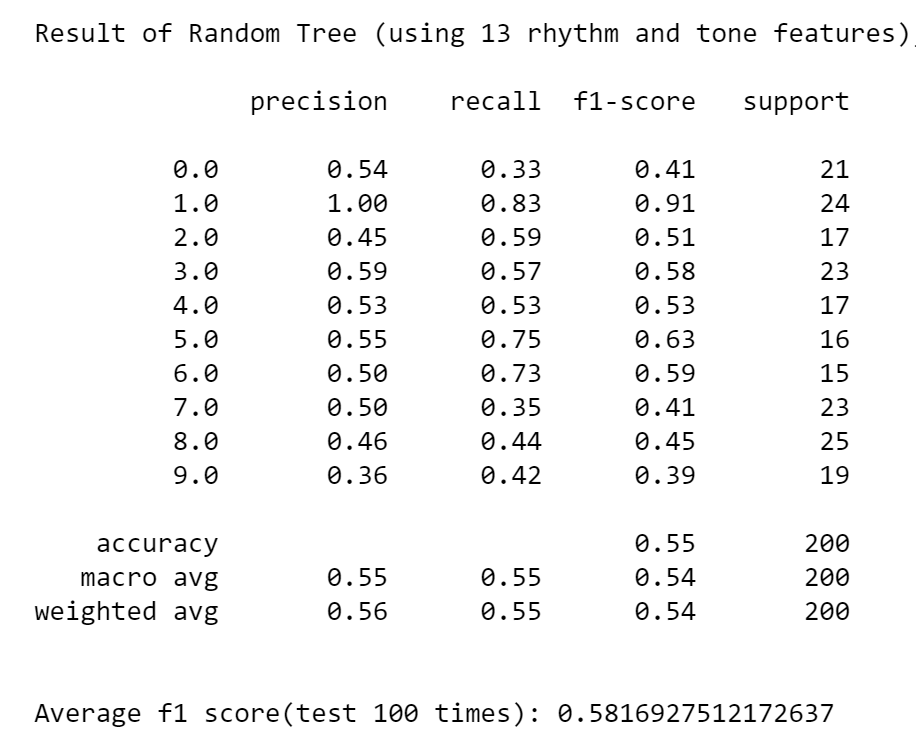 Result of Random Tree (using 13 rhythm and tone features),
precision recall f1-score support
0.0 0.54 0.33 0.41 21
1.0 1.00 0.83 0.91 24
2.0 0.45 0.59 0.51 17
3.0 0.59 0.57 0.58 23
4.0 0.53 0.53 0.53 17
5.0 0.55 0.75 0.63 16
6.0 0.50 0.73 0.59 15
7.0 0.50 0.35 0.41 23
8.0 0.46 0.44 0.45 25
9.0 0.36 0.42 0.39 19
accuracy 0.55 200
macro avg 0.55 0.55 0.54 200
weighted avg 0.56 0.55 0.54 200
Average f1 score(test 100 times): 0.5816927512172637